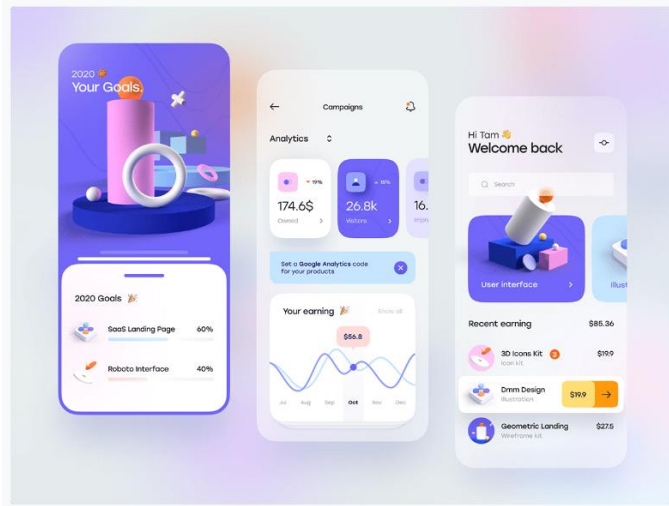 2020
Your Goals.
2020 Goals
SaaS Landing Page 60%
Roboto Interface 40%
Campaigns
Analytics
19%
174.6$
Owned
15%
26.8k
Visitors
16.
Set a Google Analytics code
for your products
Your earning
Show all
$56.8
Jul Aug Sep Oct Nov Dec
Hi Tam
Welcome back
Search
User interface
Illust
Recent earning $85.36
3D Icons Kit 3 $19.9
Icon kit
Dmm Design
Illustration
$19.9
Geometric Landing $27.5
Wireframe kit